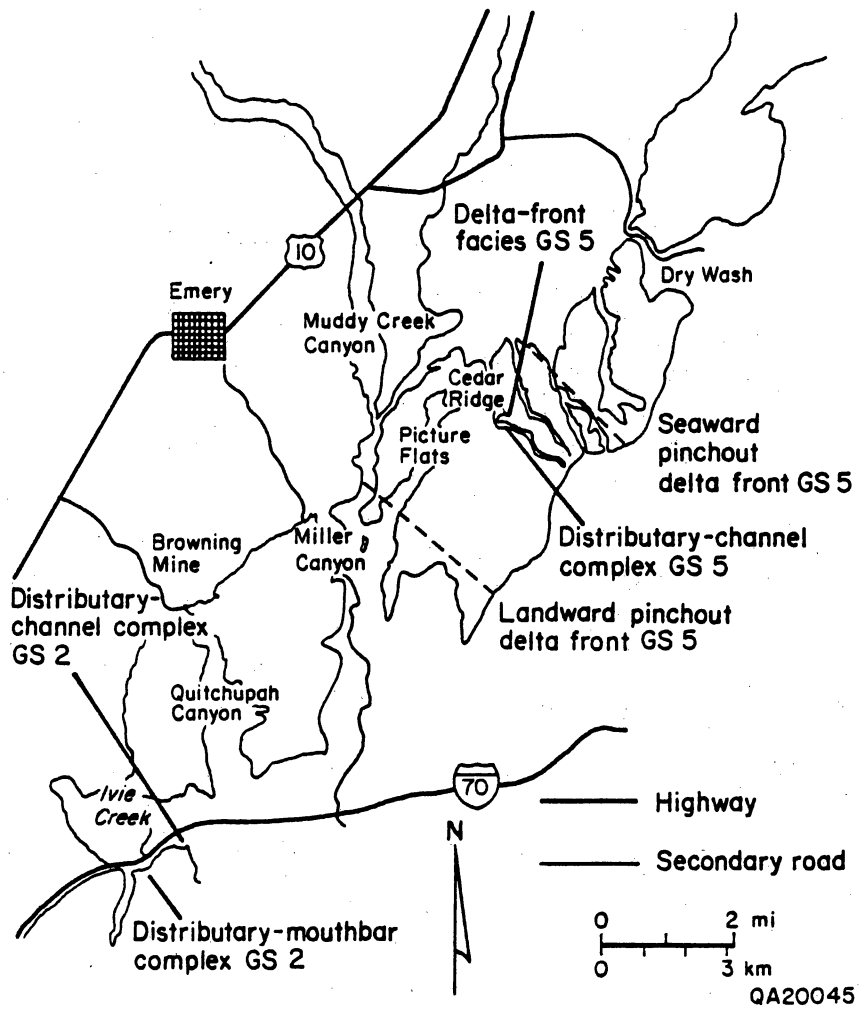 Delta-front
facies GS 5
10
Dry Wash
Emery
Muddy Creek
Canyon
Cedar
Ridge
Picture
Flats
Seaward
pinchout
delta front GS 5
Browning
Mine
Miller
Canyon
Distributary-channel
complex GS 5
Distributary-
channel complex
GS 2
Landward pinchout
delta front GS 5
Quitchupah
Canyon
Ivie
Creek
70
Highway
N
Secondary road
0 2 mi
0 3 km
Distributary-mouthbar
complex GS 2
QA20045